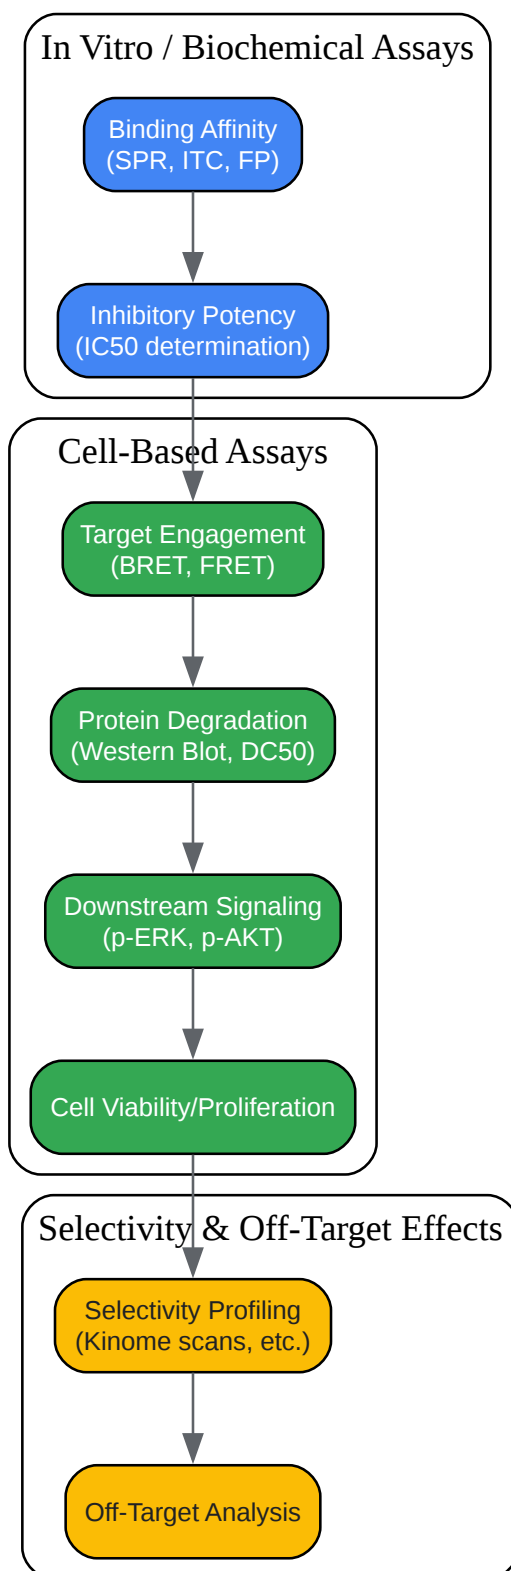 In Vitro / Biochemical Assays
Binding Affinity
(SPR, ITC, FP)
Inhibitory Potency
(IC50 determination)
Cell-Based Assays
Target Engagement
(BRET, FRET)
Protein Degradation
(Western Blot, DC50)
Downstream Signaling
(p-ERK, p-AKT)
Cell Viability/Proliferation
Selectivity & Off-Target Effects
Selectivity Profiling
(Kinome scans, etc.)
Off-Target Analysis